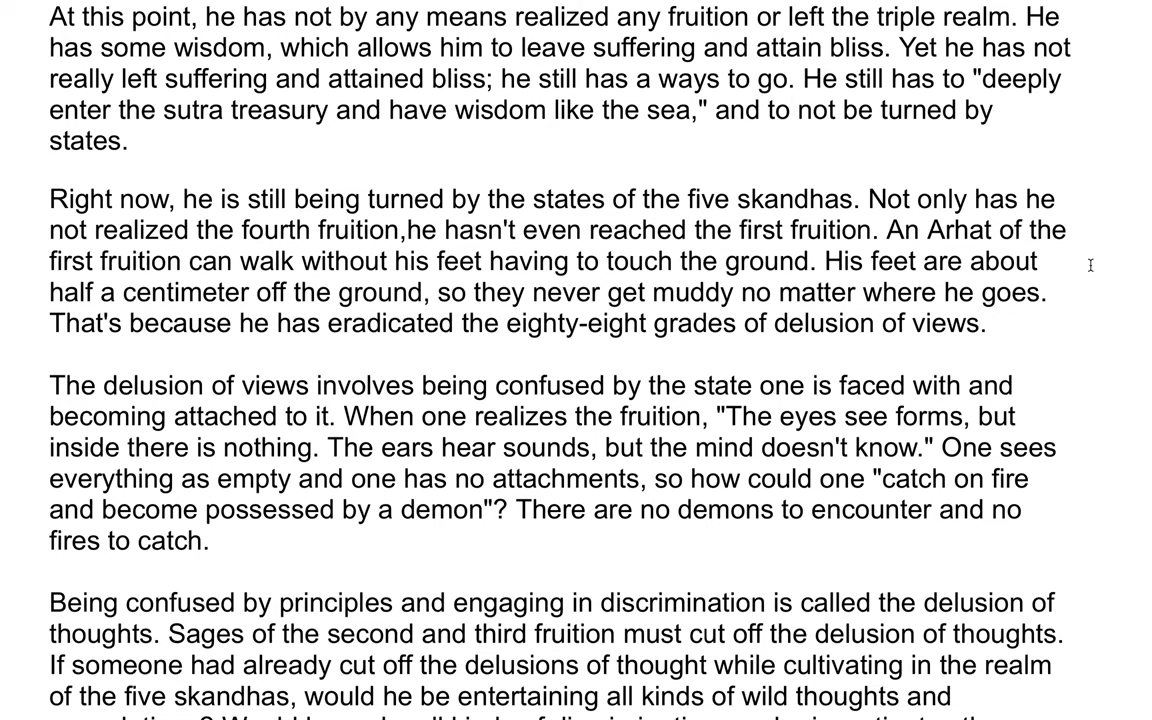 At this point, he has not by any means realized any fruition or left the triple realm. He
has some wisdom, which allows him to leave suffering and attain bliss. Yet he has not
really left suffering and attained bliss; he still has a ways to go. He still has to "deeply
enter the sutra treasury and have wisdom like the sea," and to not be turned by
states.
Right now, he is still being turned by the states of the five skandhas. Not only has he
not realized the fourth fruition,he hasn't even reached the first fruition. An Arhat of the
first fruition can walk without his feet having to touch the ground. His feet are about
half a centimeter off the ground, so they never get muddy no matter where he goes.
That's because he has eradicated the eighty-eight grades of delusion of views.
The delusion of views involves being confused by the state one is faced with and
becoming attached to it. When one realizes the fruition, "The eyes see forms, but
inside there is nothing. The ears hear sounds, but the mind doesn't know." One sees
everything as empty and one has no attachments, so how could one "catch on fire
and become possessed by a demon"? There are no demons to encounter and no
fires to catch.
Being confused by principles and engaging in discrimination is called the delusion of
thoughts. Sages of the second and third fruition must cut off the delusion of thoughts.
If someone had already cut off the delusions of thought while cultivating in the realm
of the five skandhas, would he be entertaining all kinds of wild thoughts and